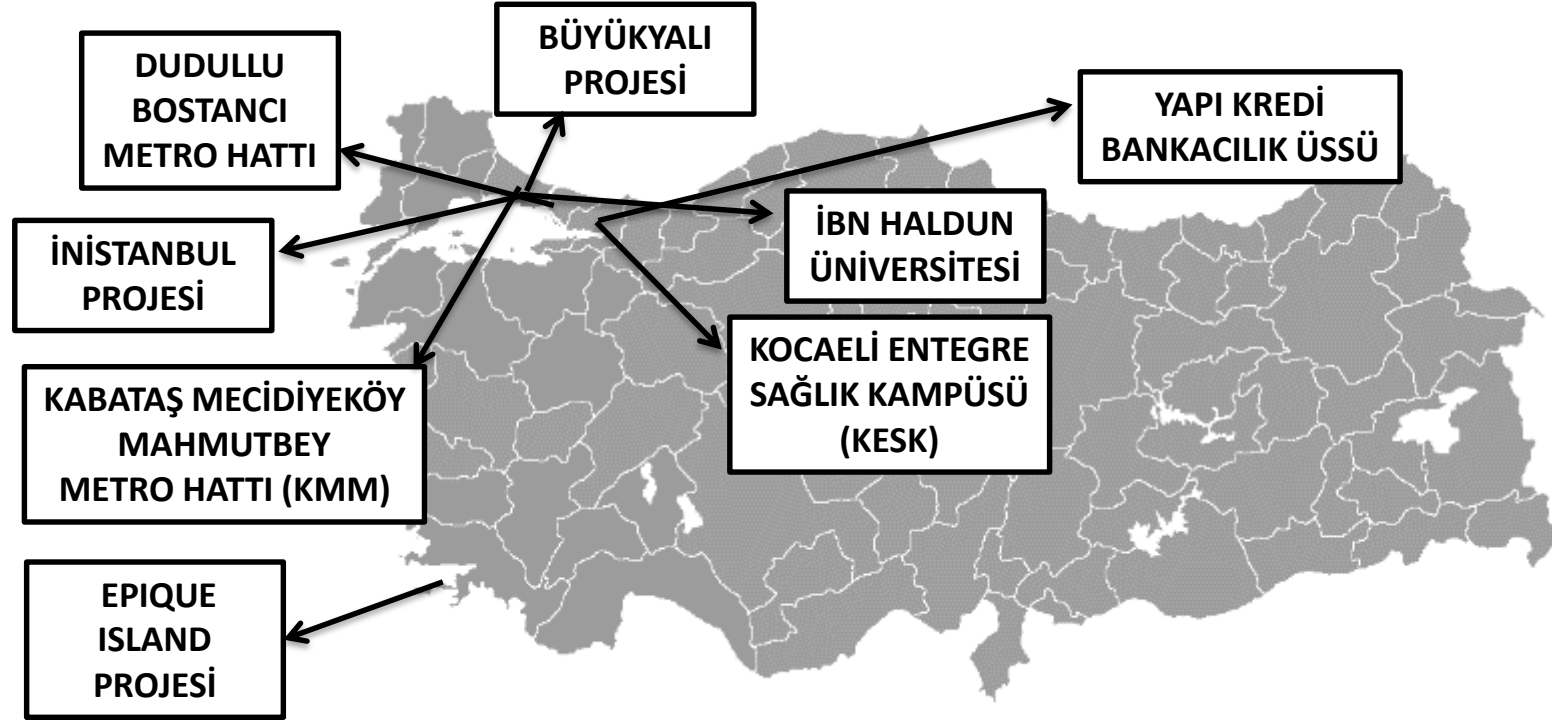 BÜYÜKYALI
PROJESİ
DUDULLU
BOSTANCI
METRO HATTI
YAPI KREDİ
BANKACILIK ÜSSÜ
İNİSTANBUL
PROJESİ
İBN HALDUN
ÜNİVERSİTESİ
KOCAELİ ENTEGRE
SAĞLIK KAMPÜSÜ
(KESK)
KABATAŞ MECİDİYEKÖY
MAHMUTBEY
METRO HATTI (KMM)
EPIQUE
ISLAND
PROJESİ